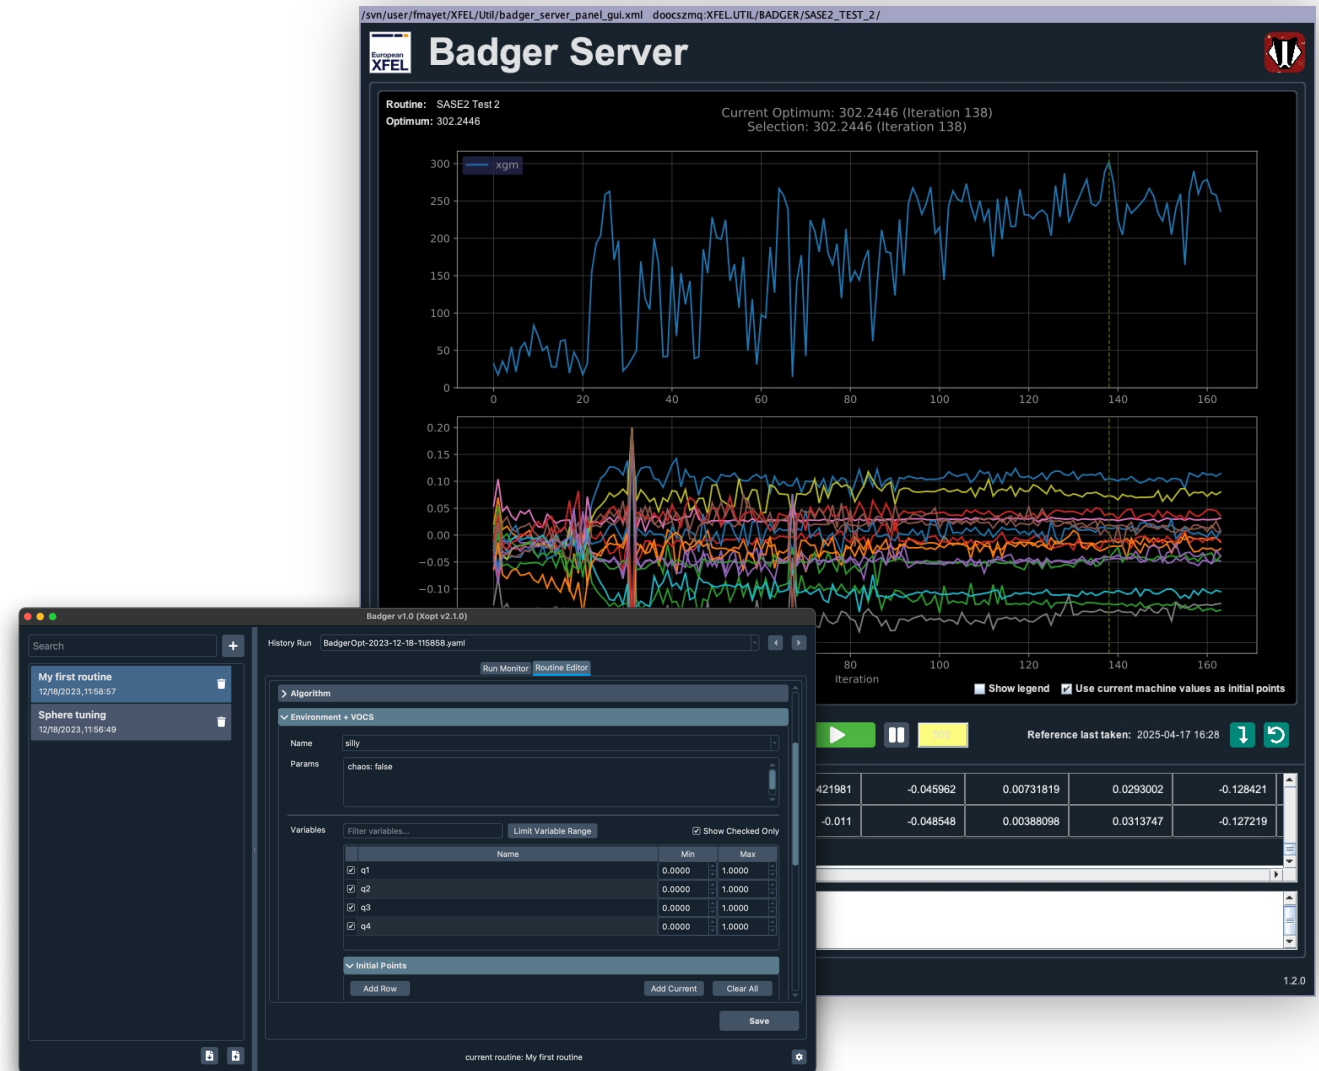 /svn/user/fmayet/XFEL/Util/badger_server_panel_gui.xml doocszmq:XFEL.UTIL/BADGER/SASE2_TEST_2/
European
XFEL
Badger Server
Routine: SASE2 Test 2
Optimum: 302.2446
Current Optimum: 302.2446 (Iteration 138)
Selection: 302.2446 (Iteration 138)
xgm
300
250
200
150
100
50
0
0 20 40 60 80 100 120 140 160
0.20
0.15
0.10
0.05
0.00
−0.05
−0.10
80 100 120 140 160
Iteration
Show legend Use current machine values as initial points
Reference last taken: 2025-04-17 16:28
421981 -0.045962 0.00731819 0.0293002 -0.128421
-0.011 -0.048548 0.00388098 0.0313747 -0.127219
1.2.0
Badger v1.0 (Xopt v2.1.0)
Search
+
My first routine
12/18/2023, 11:58:57
Sphere tuning
12/18/2023, 11:56:49
History Run BadgerOpt-2023-12-18-115858.yaml
Run Monitor Routine Editor
Algorithm
Environment + VOCS
Name silly
Params chaos: false
Variables Filter variables... Limit Variable Range Show Checked Only
Name Min Max
q1 0.0000 1.0000
q2 0.0000 1.0000
q3 0.0000 1.0000
q4 0.0000 1.0000
Initial Points
Add Row Add Current Clear All
Save
current routine: My first routine